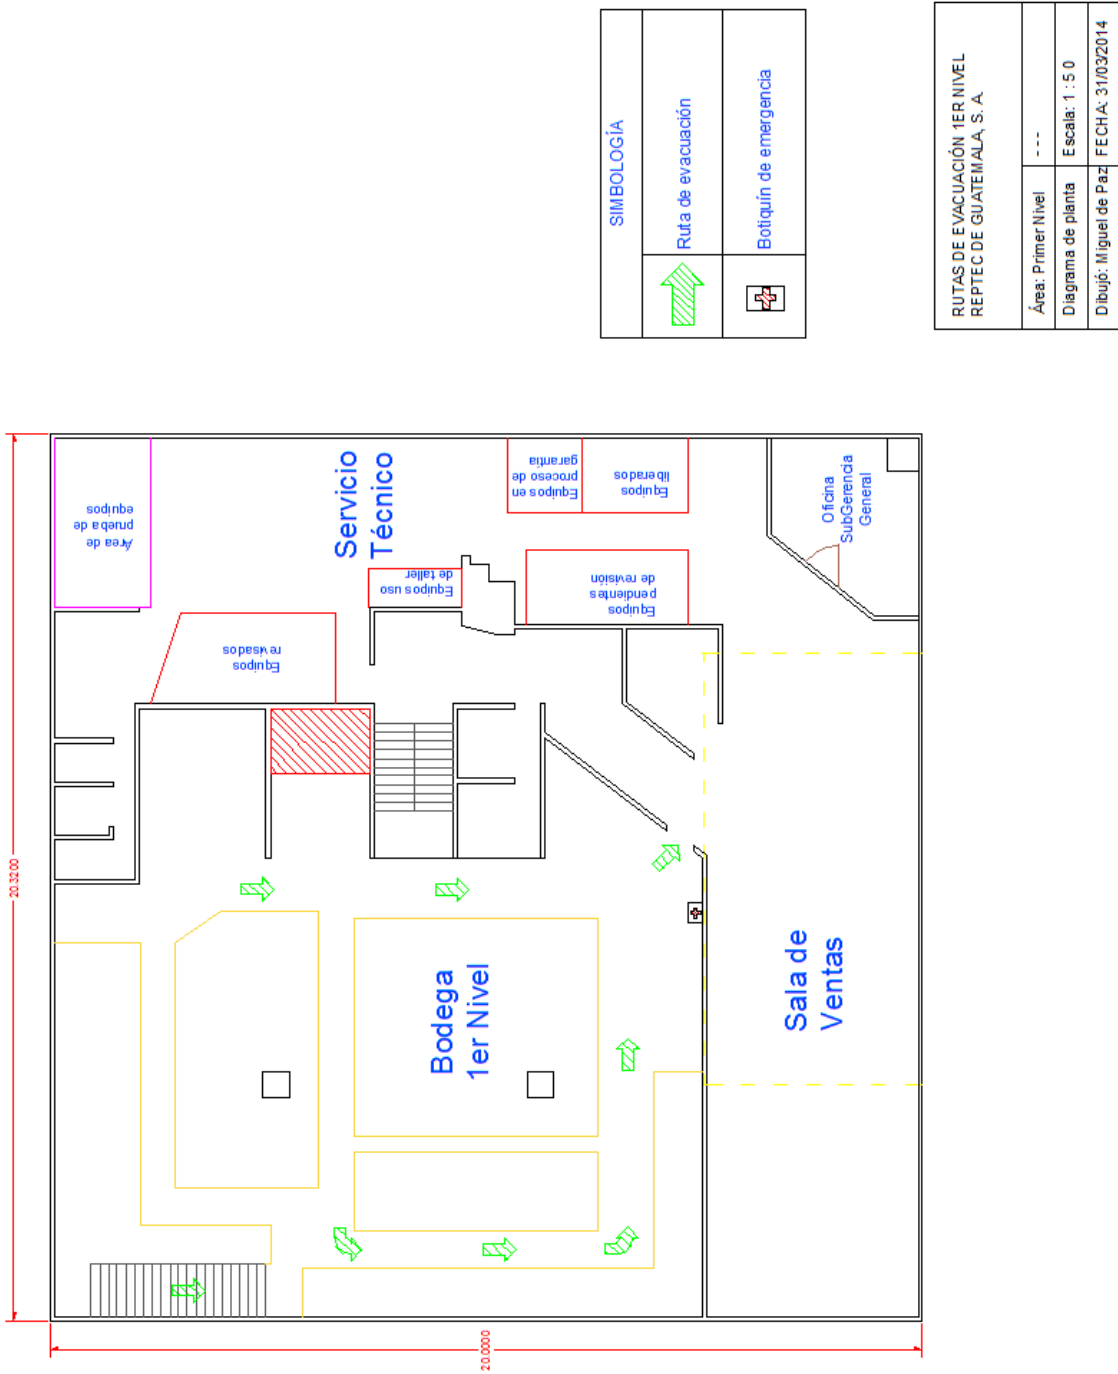 SIMBOLOGÍA
Ruta de evacuación
Botiquín de emergencia
RUTAS DE EVACUACIÓN 1ER NIVEL
REPTEC DE GUATEMALA, S. A.
Área: Primer Nivel
---
Diagrama de planta
Escala: 1 : 5 0
Dibujó: Miguel de Paz
FECHA: 31/03/2014
20.3200
20.0000
Área de
prueba de
equipos
Servicio
Técnico
Equipos en
proceso de
garantía
Equipos
liberados
Oficina
SubGerencia
General
Equipos uso
de taller
Equipos
pendientes
de revisión
Equipos
revisados
Bodega
1er Nivel
Sala de
Ventas